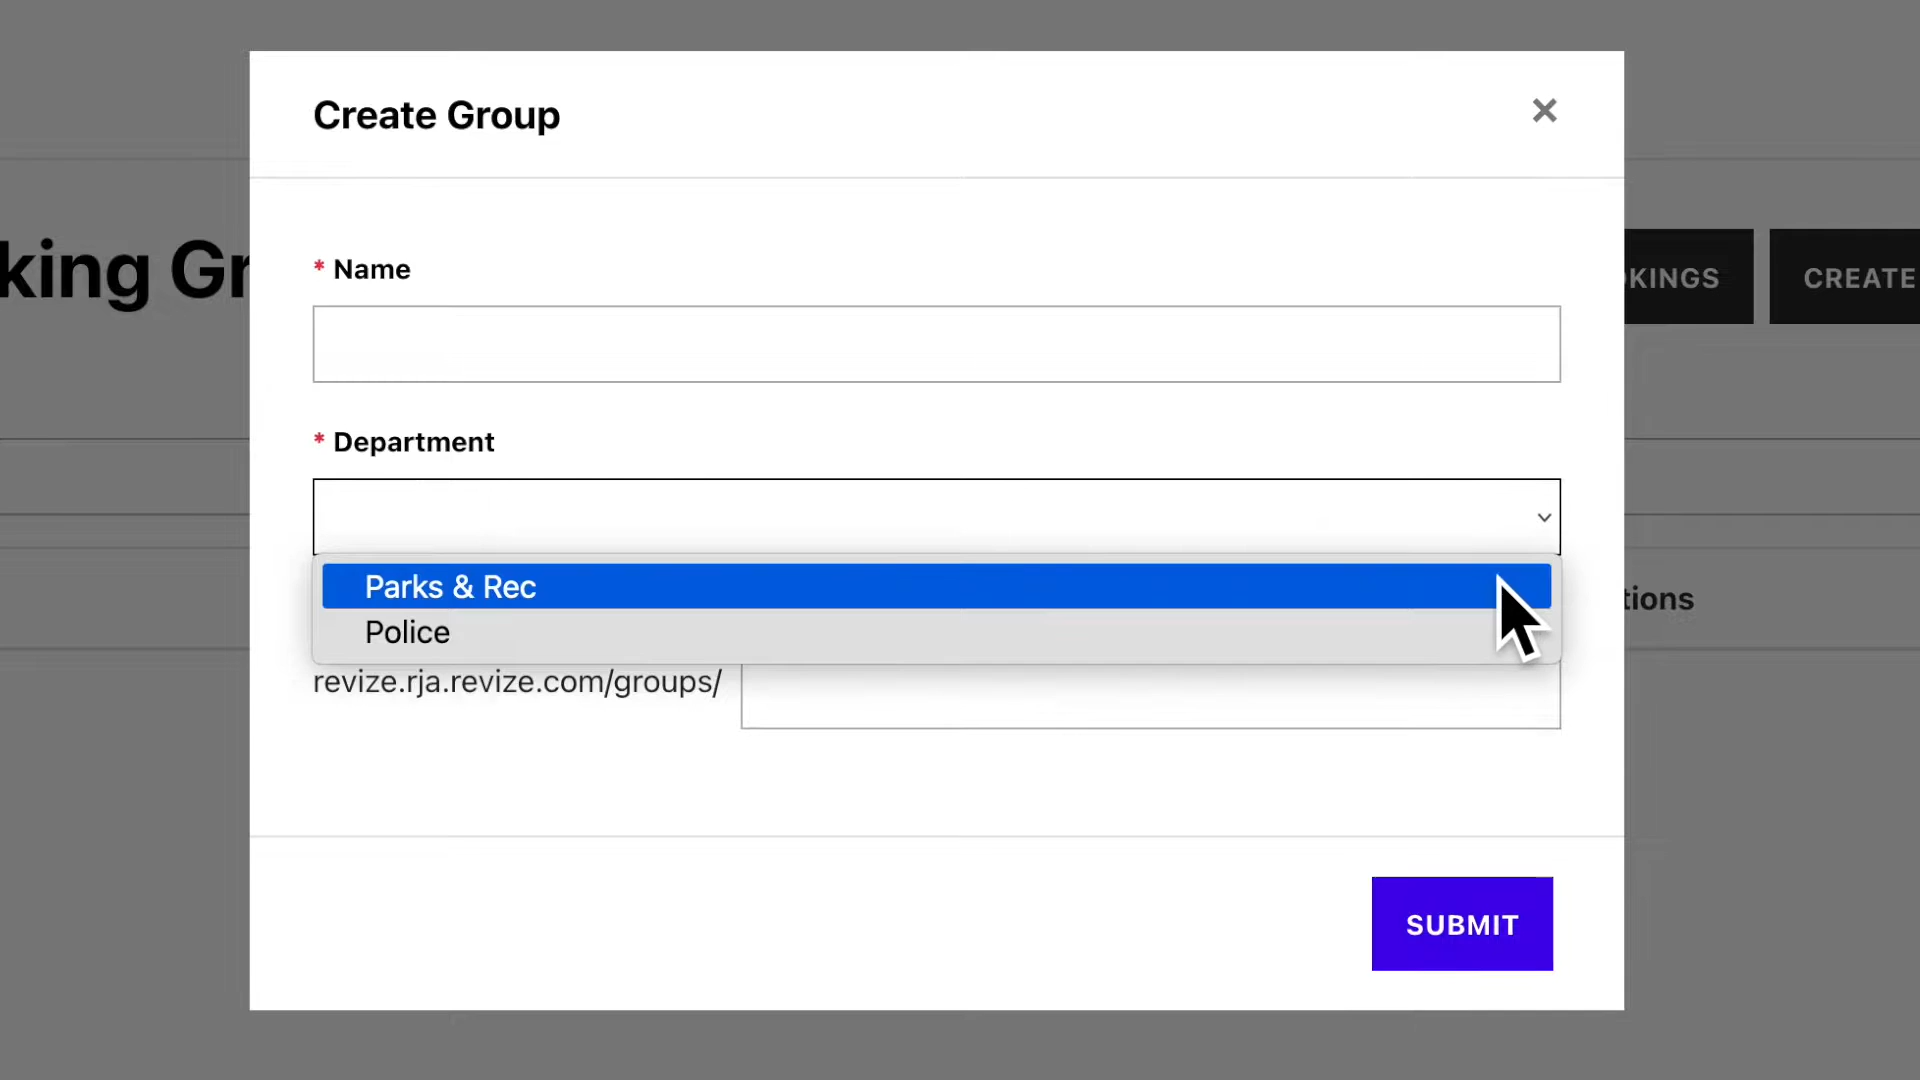 Create Group
×
king Gr
KINGS
CREATE
* Name
* Department
Parks & Rec
Police
tions
revize.rja.revize.com/groups/
SUBMIT